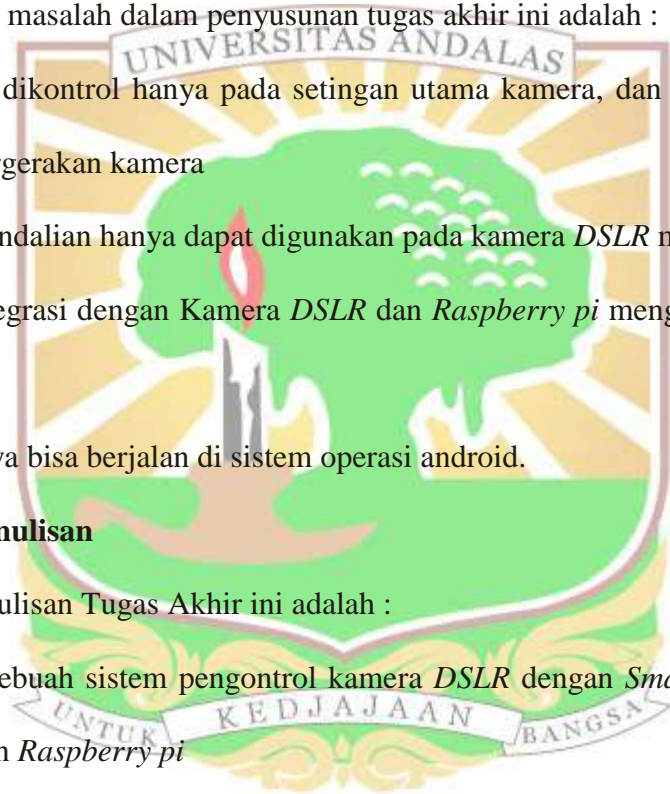 masalah dalam penyusunan tugas akhir ini adalah :
UNIVERSITAS ANDALAS
dikontrol hanya pada setingan utama kamera, dan
rgerakan kamera
ndalian hanya dapat digunakan pada kamera DSLR
egrasi dengan Kamera DSLR dan Raspberry pi meng
ya bisa berjalan di sistem operasi android.
nulisan
ulisan Tugas Akhir ini adalah :
ebuah sistem pengontrol kamera DSLR dengan Sma
UNTUK KEDJAJAAN BANGSA
n Raspberry pi